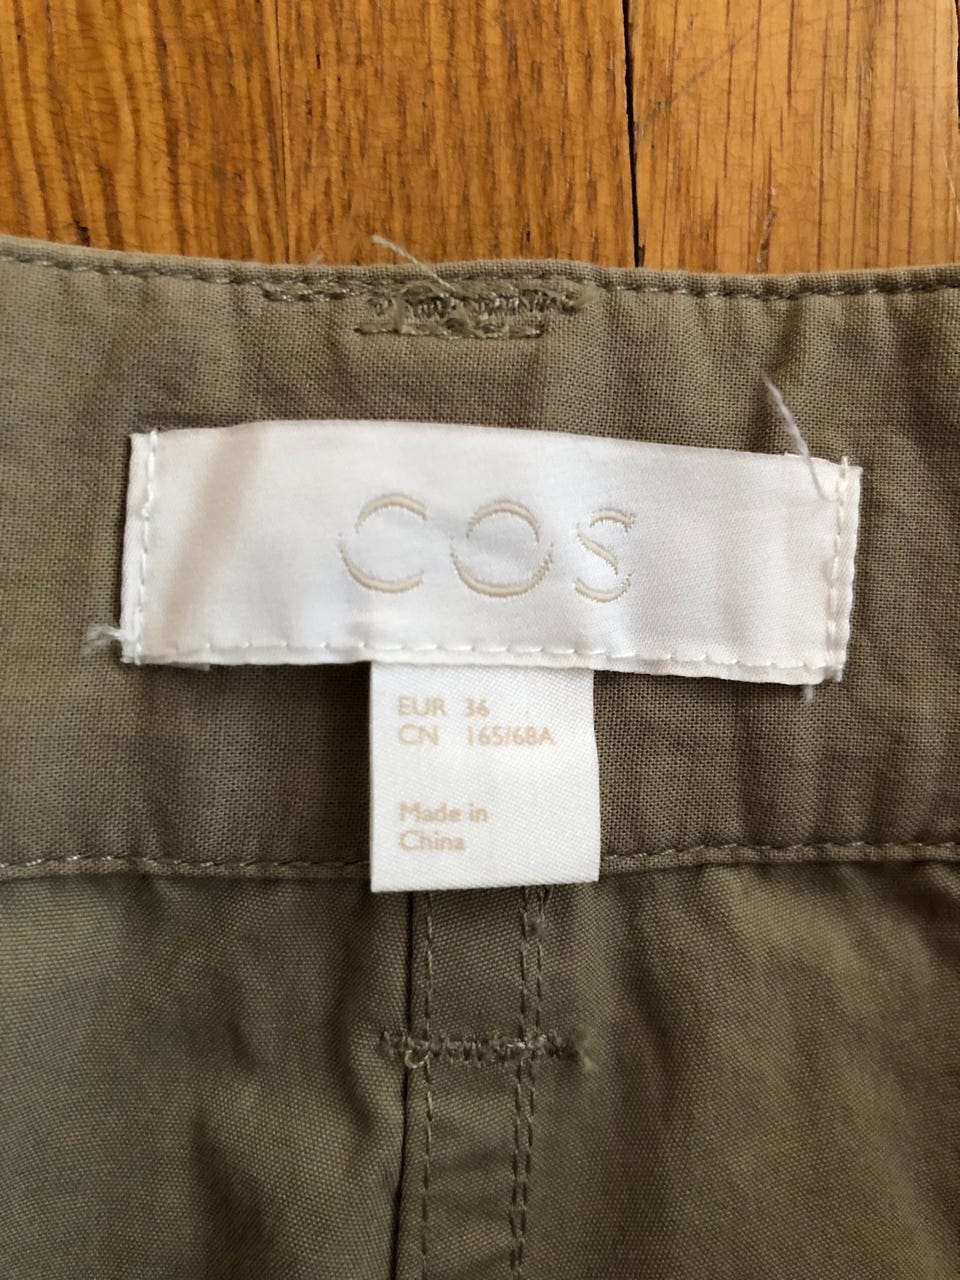 COS
EUR 36
CN 165/68A
Made in
China